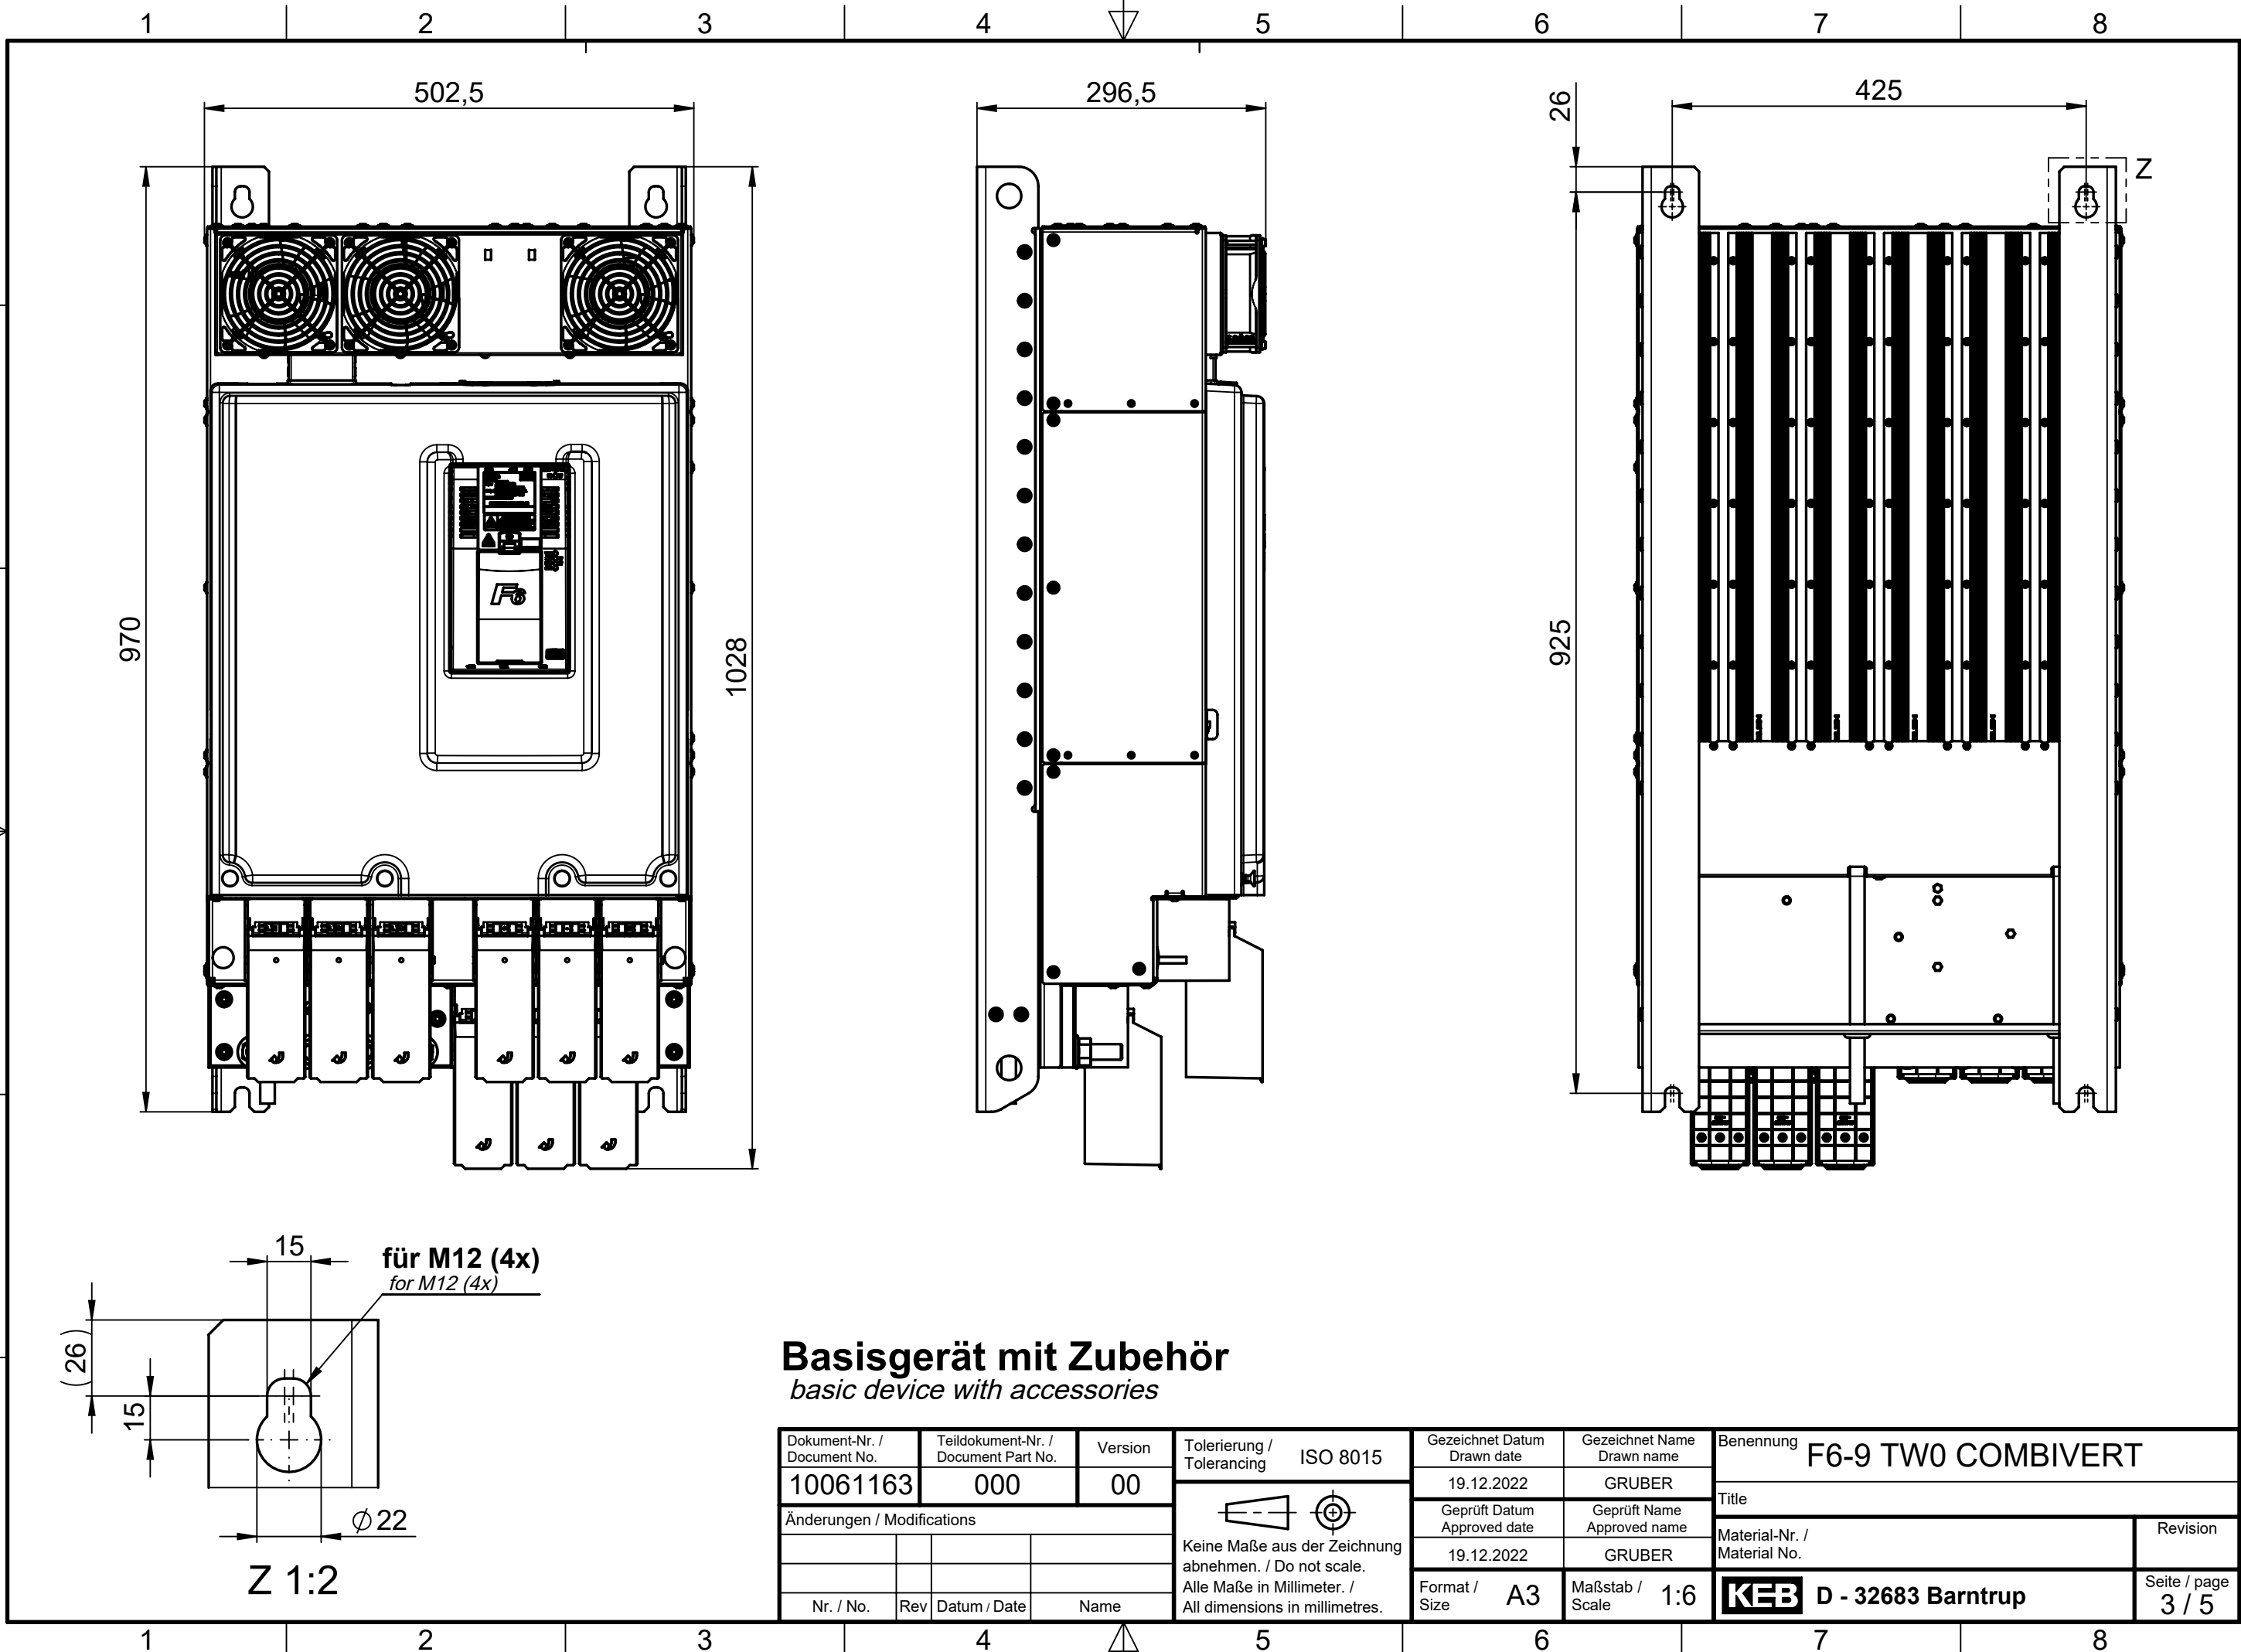 1 2 3 4 5 6 7 8
502,5
296,5
425
26
Z
970
1028
925
F6
15
für M12 (4x)
for M12 (4x)
(26)
15
⌀22
Z 1:2
Basisgerät mit Zubehör
basic device with accessories
Dokument-Nr. /
Document No.
10061163
Teildokument-Nr. /
Document Part No.
000
Version
00
Änderungen / Modifications
Nr. / No.
Rev
Datum / Date
Name
Tolerierung /
Tolerancing
ISO 8015
Keine Maße aus der Zeichnung
abnehmen. / Do not scale.
Alle Maße in Millimeter. /
All dimensions in millimetres.
Gezeichnet Datum
Drawn date
19.12.2022
Gezeichnet Name
Drawn name
GRUBER
Geprüft Datum
Approved date
19.12.2022
Geprüft Name
Approved name
GRUBER
Format /
Size
A3
Maßstab /
Scale
1:6
Benennung
F6-9 TW0 COMBIVERT
Title
Material-Nr. /
Material No.
Revision
KEB D - 32683 Barntrup
Seite / page
3 / 5
1 2 3 4 5 6 7 8